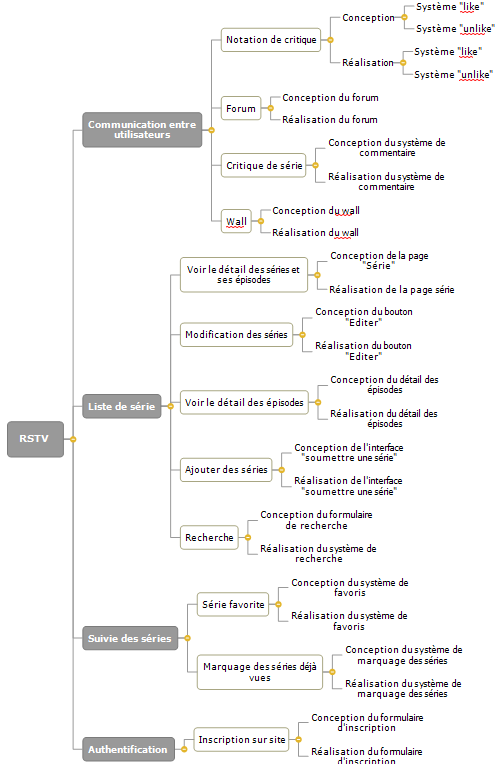 RSTV
Communication entre
utilisateurs
Notation de critique
Conception
Système "like"
Système "unlike"
Réalisation
Système "like"
Système "unlike"
Forum
Conception du forum
Réalisation du forum
Critique de série
Conception du système de
commentaire
Réalisation du système de
commentaire
Wall
Conception du wall
Réalisation du wall
Liste de série
Voir le détail des séries et
ses épisodes
Conception de la page
"Série"
Réalisation de la page série
Modification des séries
Conception du bouton
"Editer"
Réalisation du bouton
"Editer"
Voir le détail des épisodes
Conception du détail des
épisodes
Réalisation du détail des
épisodes
Ajouter des séries
Conception de l'interface
"soumettre une série"
Réalisation de l'interface
"soumettre une série"
Recherche
Conception du formulaire
de recherche
Réalisation du système de
recherche
Suivie des séries
Série favorite
Conception du système de
favoris
Réalisation du système de
favoris
Marquage des séries déjà
vues
Conception du système de
marquage des séries
Réalisation du système de
marquage des séries
Authentification
Inscription sur site
Conception du formulaire
d'inscription
Réalisation du formulaire
d'inscription